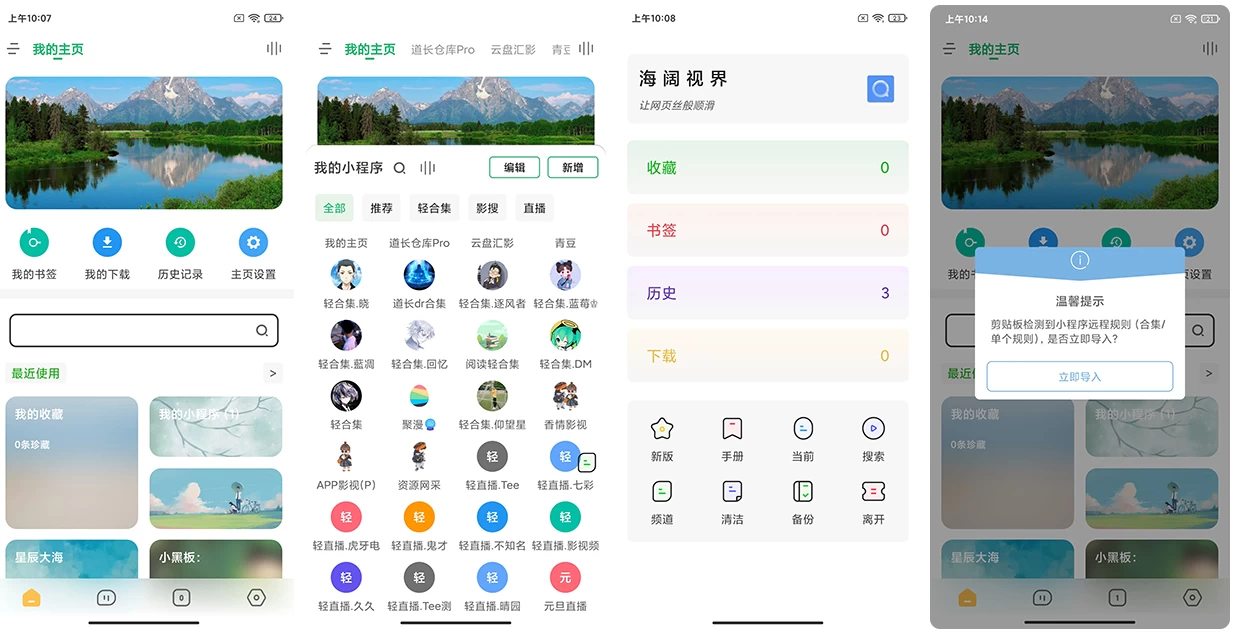 上午10:07
24
我的主页
我的书签
我的下载
历史记录
主页设置
最近使用
>
我的收藏
0条珍藏
我的小程序 (1)
星辰大海
小黑板：
0
我的主页
道长仓库Pro
云盘汇影
青豆
我的小程序
编辑
新增
全部
推荐
轻合集
影搜
直播
我的主页
道长仓库Pro
云盘汇影
青豆
轻合集.晓
道长dr合集
轻合集.逐风者
轻合集.蓝莓♔
轻合集.蓝凋
轻合集.回忆
阅读轻合集
轻合集.DM
轻合集
聚漫
轻合集.仰望星
香情影视
APP影视(P)
资源网采
轻
轻直播.Tee
轻
轻直播.七彩
轻
轻直播.虎牙电
轻
轻直播.鬼才
轻
轻直播.不知名
轻
轻直播.影视频
轻
轻直播.久久
轻
轻直播.Tee测
轻
轻直播.晴园
元
元旦直播
上午10:08
23
海阔视界
让网页丝般顺滑
收藏
0
书签
0
历史
3
下载
0
新版
手册
当前
搜索
频道
清洁
备份
离开
上午10:14
21
我的主页
我的书
页设置
温馨提示
剪贴板检测到小程序远程规则 (合集/
单个规则)，是否立即导入？
立即导入
最近使
>
我的收藏
0条珍藏
我的小程序 (1)
星辰大海
小黑板：
1